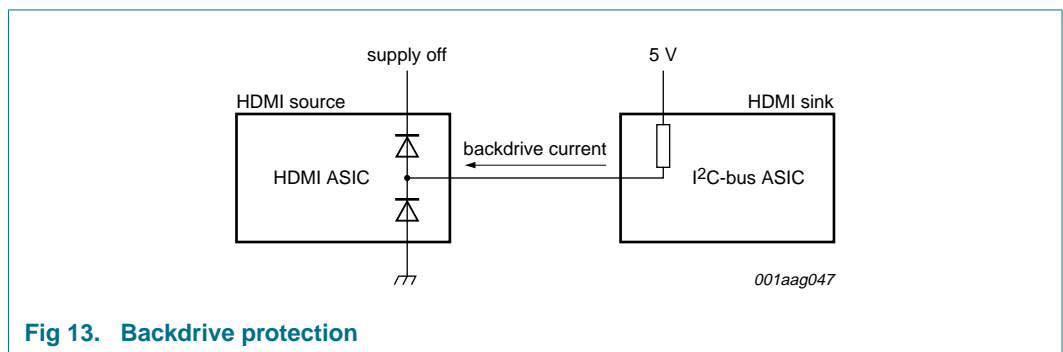 supply off
5 V
HDMI source
HDMI sink
backdrive current
HDMI ASIC
I²C-bus ASIC
001aag047
Fig 13. Backdrive protection